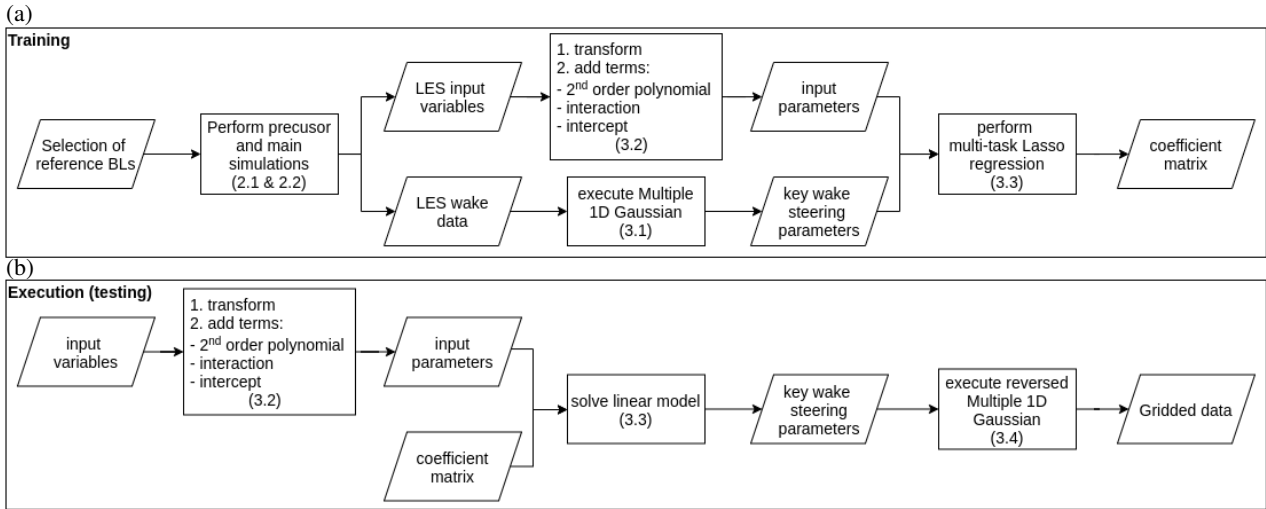 (a)
Training
Selection of
reference BLs
Perform precusor
and main
simulations
(2.1 & 2.2)
LES input
variables
1. transform
2. add terms:
- 2nd order polynomial
- interaction
- intercept
(3.2)
input
parameters
LES wake
data
execute Multiple
1D Gaussian
(3.1)
key wake
steering
parameters
perform
multi-task Lasso
regression
(3.3)
coefficient
matrix
(b)
Execution (testing)
input
variables
1. transform
2. add terms:
- 2nd order polynomial
- interaction
- intercept
(3.2)
input
parameters
coefficient
matrix
solve linear model
(3.3)
key wake
steering
parameters
execute reversed
Multiple 1D
Gaussian
(3.4)
Gridded data